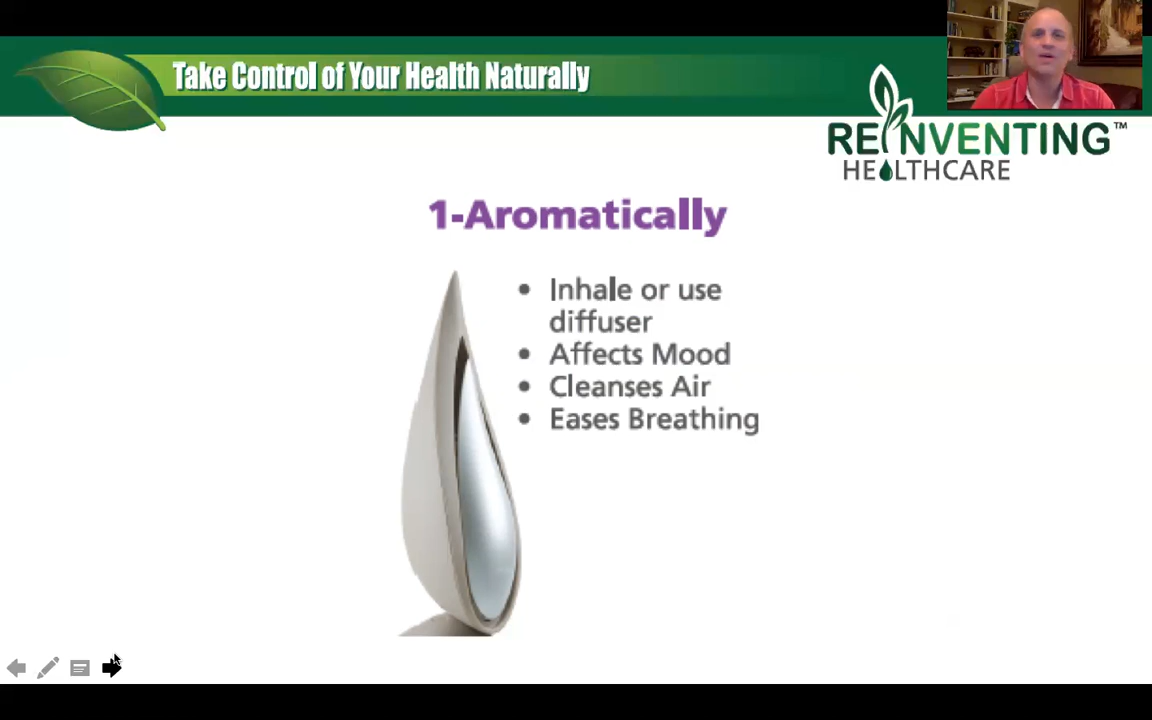 Take Control of Your Health Naturally
REINVENTING™
HEALTHCARE
1-Aromatically
• Inhale or use
diffuser
• Affects Mood
• Cleanses Air
• Eases Breathing